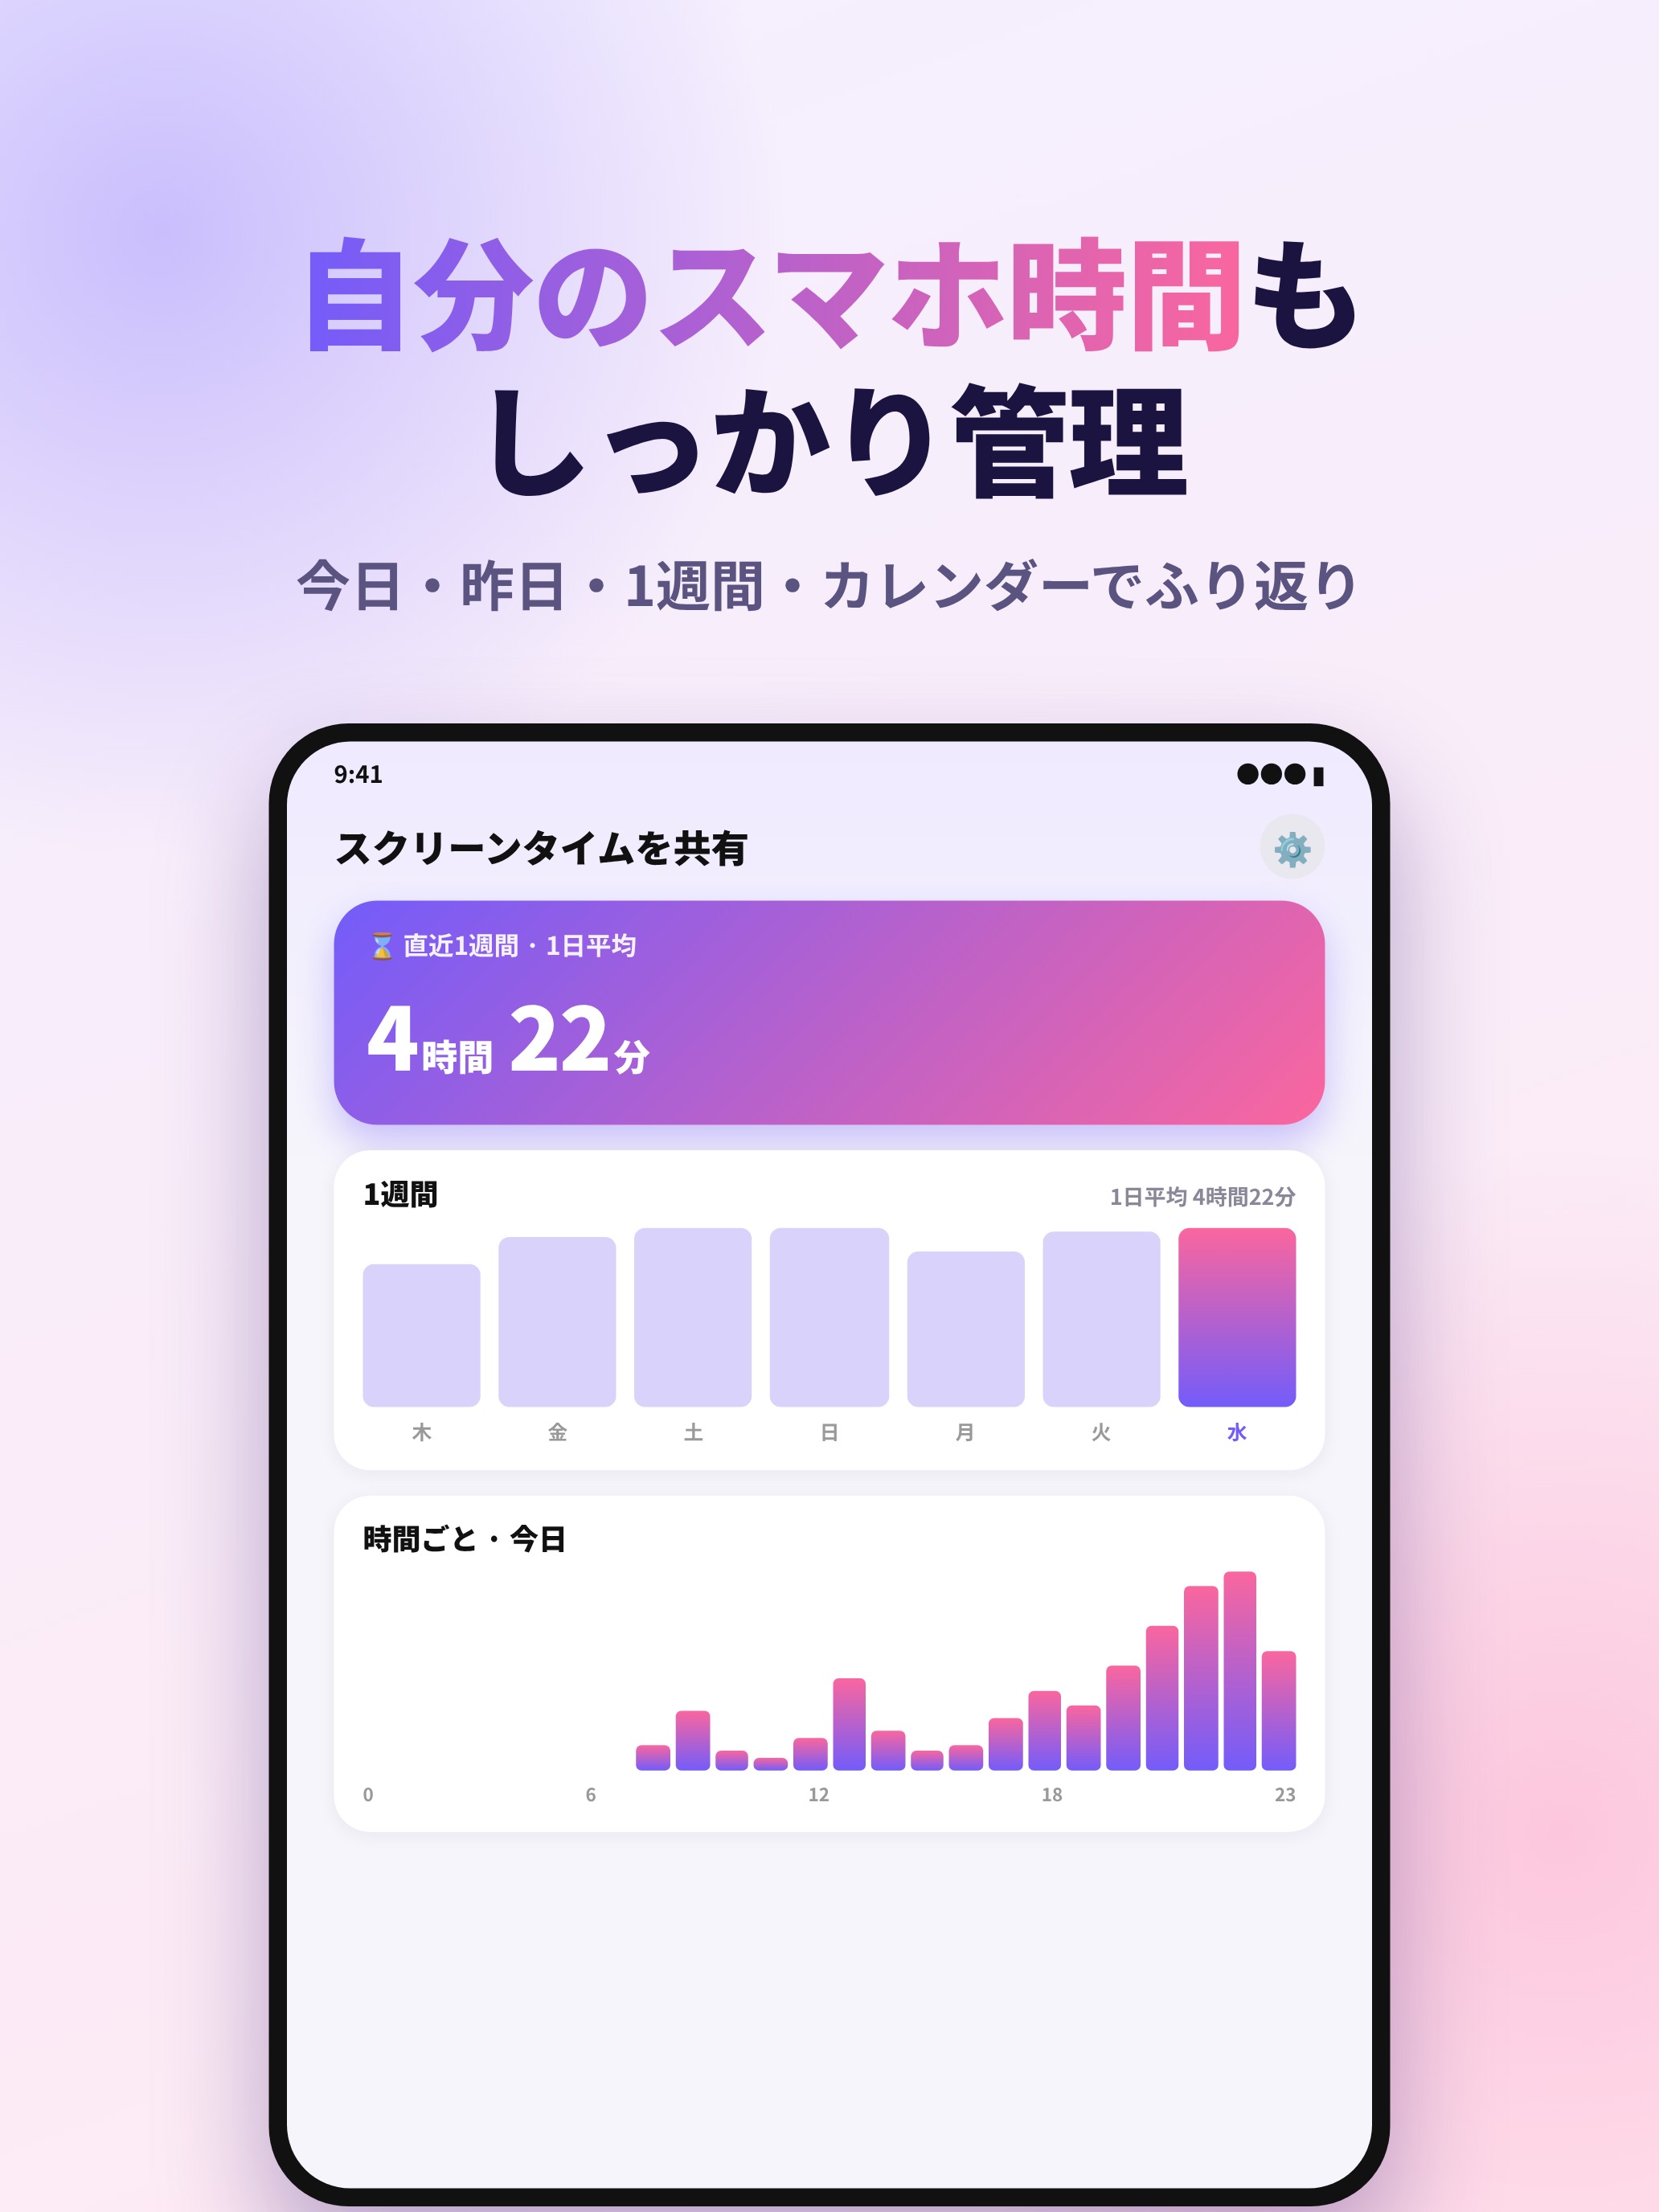 自分のスマホ時間も
しっかり管理
今日・昨日・1週間・カレンダーでふり返り
9:41
スクリーンタイムを共有
直近1週間・1日平均
4時間 22分
1週間
1日平均 4時間22分
木 金 土 日 月 火 水
時間ごと・今日
0 6 12 18 23